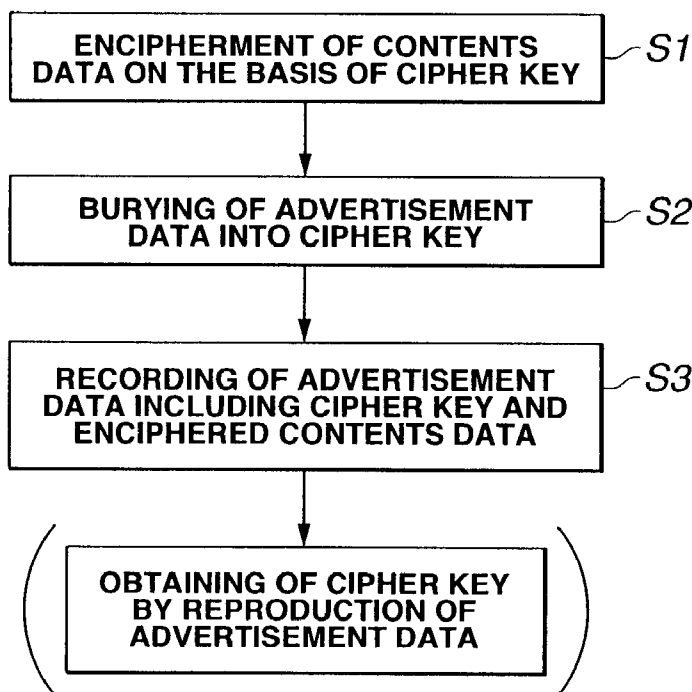 ENCIPHERMENT OF CONTENTS
DATA ON THE BASIS OF CIPHER KEY
S1
BURYING OF ADVERTISEMENT
DATA INTO CIPHER KEY
S2
RECORDING OF ADVERTISEMENT
DATA INCLUDING CIPHER KEY AND
ENCIPHERED CONTENTS DATA
S3
OBTAINING OF CIPHER KEY
BY REPRODUCTION OF
ADVERTISEMENT DATA